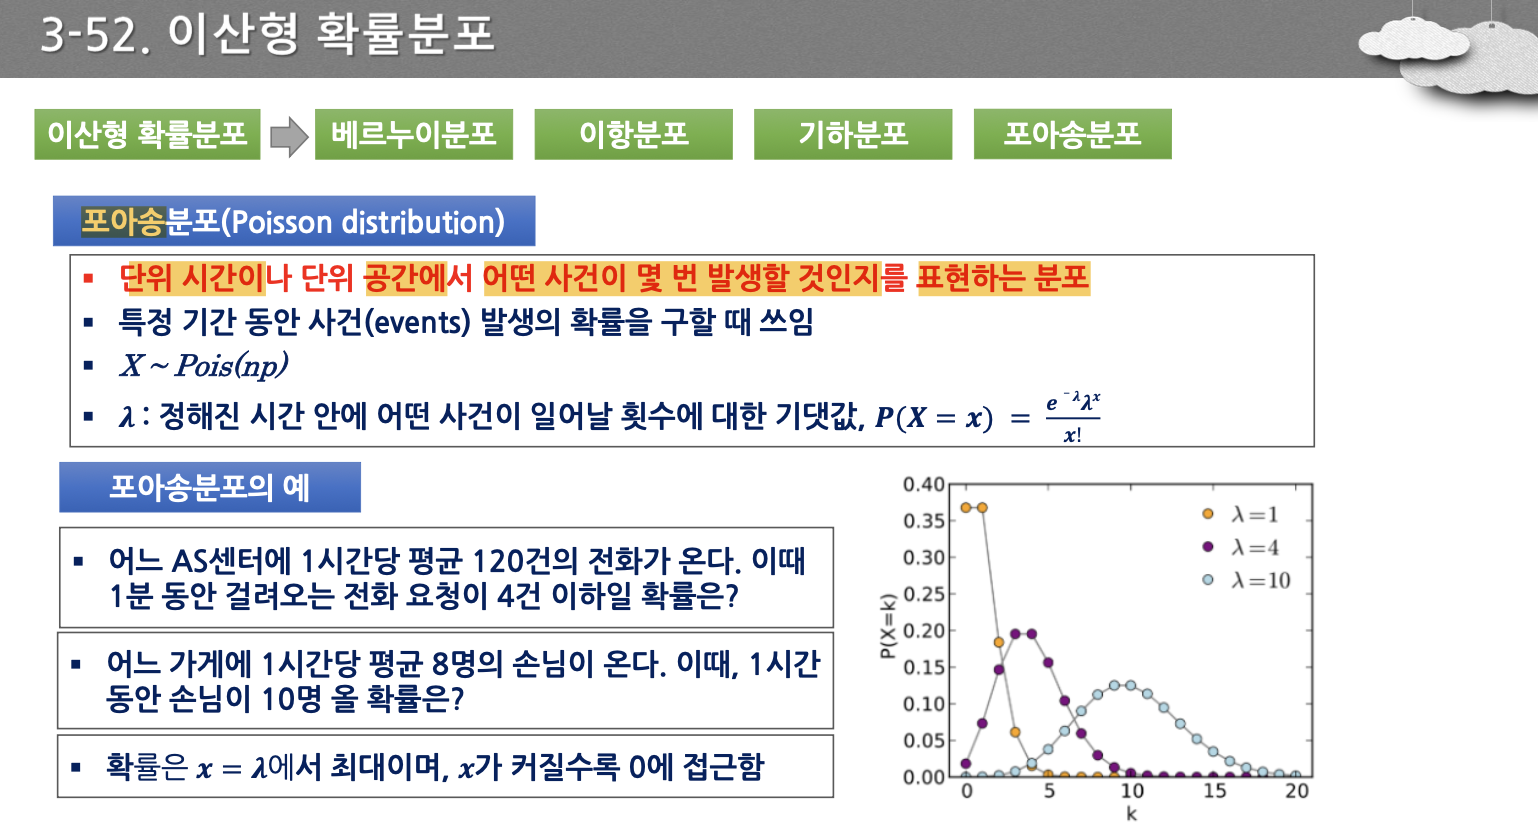 3-52. 이산형 확률분포
이산형 확률분포
베르누이분포
이항분포
기하분포
포아송분포
포아송분포(Poisson distribution)
▪ 단위 시간이나 단위 공간에서 어떤 사건이 몇 번 발생할 것인지를 표현하는 분포
▪ 특정 기간 동안 사건(events) 발생의 확률을 구할 때 쓰임
▪ X ~ Pois(np)
▪ λ : 정해진 시간 안에 어떤 사건이 일어날 횟수에 대한 기댓값, P(X = x) = e^{-λ}λ^x / x!
포아송분포의 예
▪ 어느 AS센터에 1시간당 평균 120건의 전화가 온다. 이때
1분 동안 걸려오는 전화 요청이 4건 이하일 확률은?
▪ 어느 가게에 1시간당 평균 8명의 손님이 온다. 이때, 1시간
동안 손님이 10명 올 확률은?
▪ 확률은 x = λ에서 최대이며, x가 커질수록 0에 접근함
0.40
0.35
0.30
0.25
0.20
0.15
0.10
0.05
0.00
P(X=k)
λ=1
λ=4
λ=10
0 5 10 15 20
k